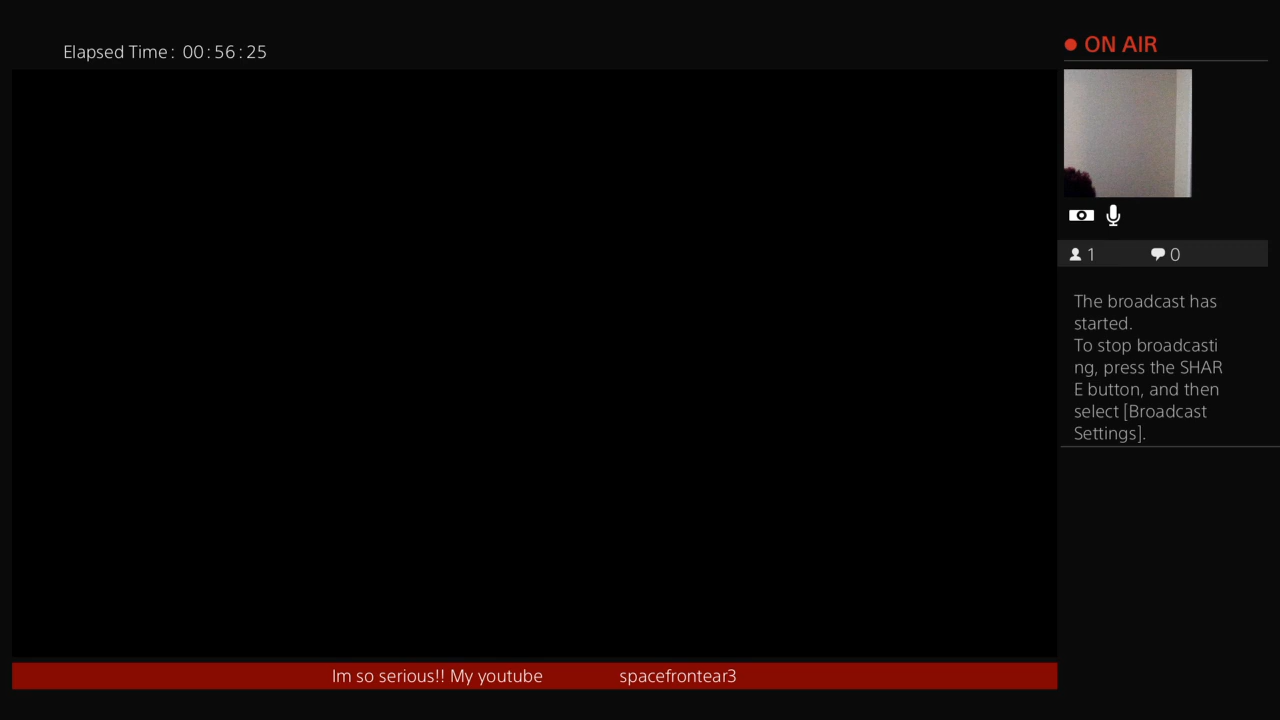 Elapsed Time: 00:56:25
ON AIR
1 0
The broadcast has
started.
To stop broadcasti
ng, press the SHAR
E button, and then
select [Broadcast
Settings].
Im so serious!! My youtube spacefrontear3